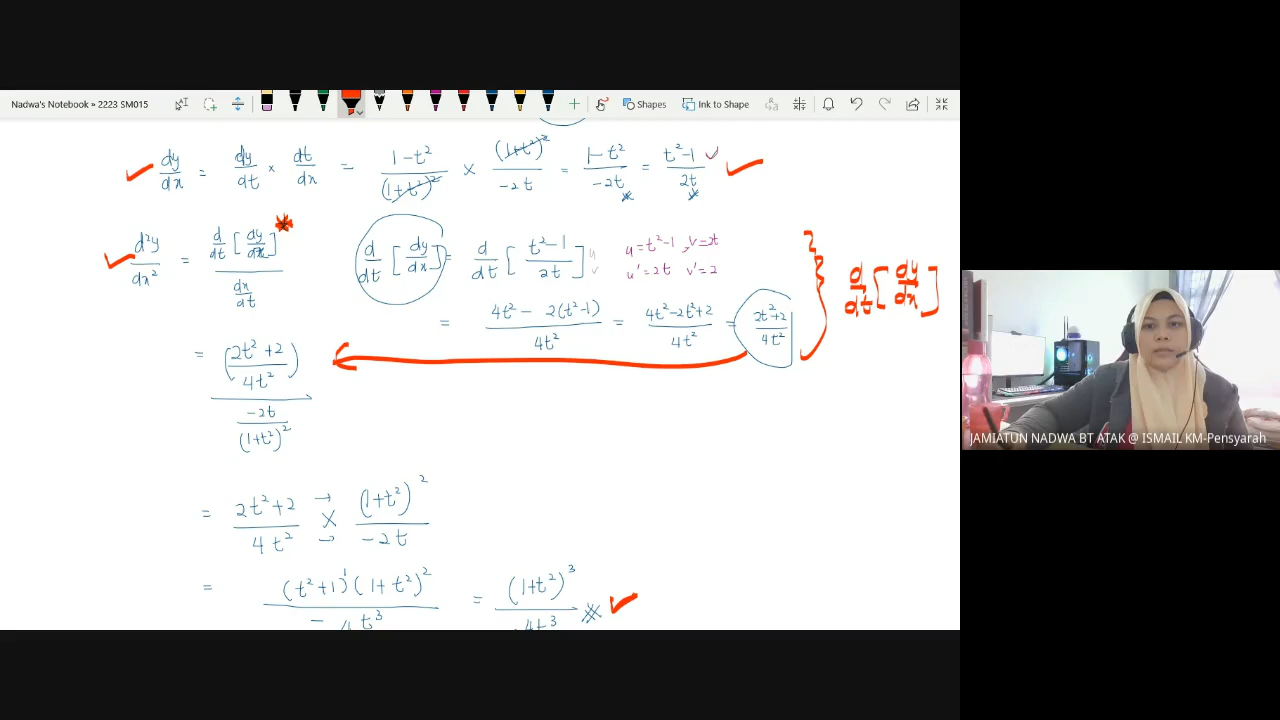 Nadwa's Notebook » 2223 SM015
Shapes
Ink to Shape
dy/dx = dy/dt × dt/dx = 1-t²/(1+t²)² × (1+t²)²/-2t = 1-t²/-2t = t²-1/2t
d²y/dx² = d/dt [dy/dx] / dx/dt
d/dt [dy/dx] = d/dt [t²-1/2t] u v
u = t²-1, v = 2t
u' = 2t v' = 2
= 4t² - 2(t²-1)/4t² = 4t²-2t²+2/4t² = 2t²+2/4t²
d/dt [dy/dx]
= (2t²+2/4t²) / -2t/(1+t²)²
= 2t²+2/4t² × (1+t²)²/-2t
= (t²+1)¹(1+t²)²/-4t³ = (1+t²)³/4t³
JAMIATUN NADWA BT ATAK @ ISMAIL KM-Pensyarah